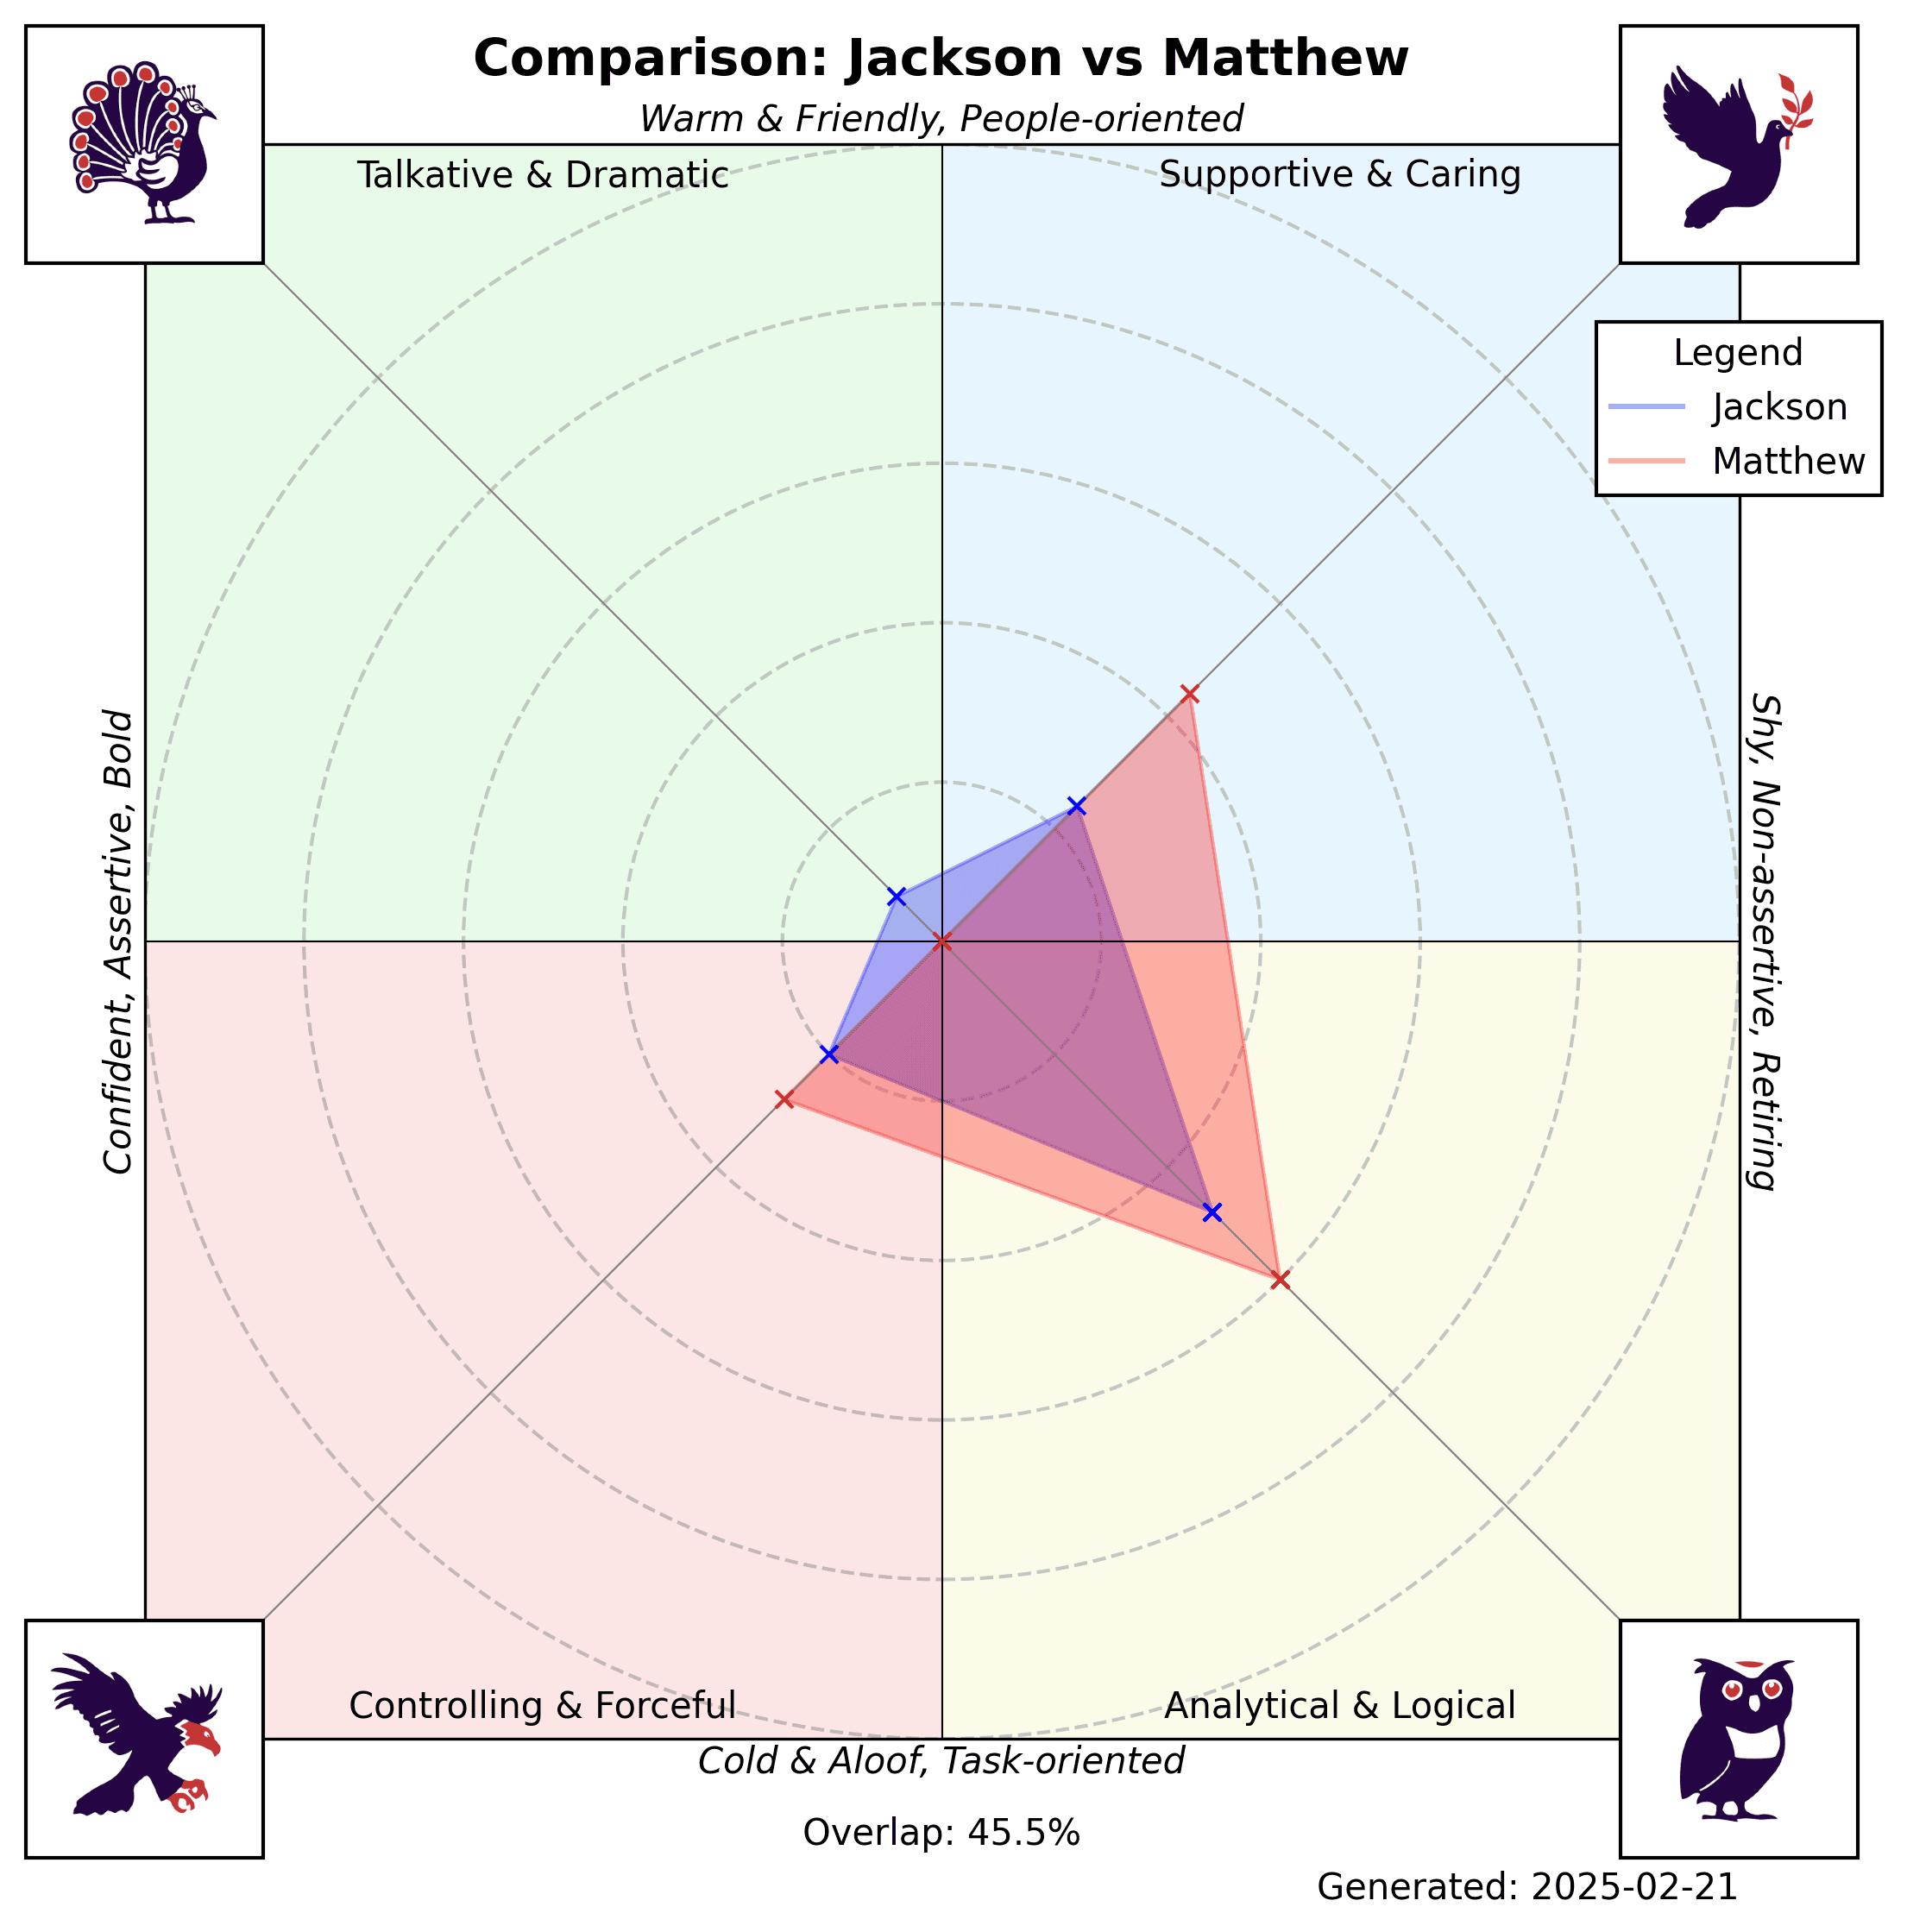 Comparison: Jackson vs Matthew
Warm & Friendly, People-oriented
Talkative & Dramatic
Supportive & Caring
Legend
Jackson
Matthew
Confident, Assertive, Bold
Shy, Non-assertive, Retiring
Controlling & Forceful
Analytical & Logical
Cold & Aloof, Task-oriented
Overlap: 45.5%
Generated: 2025-02-21